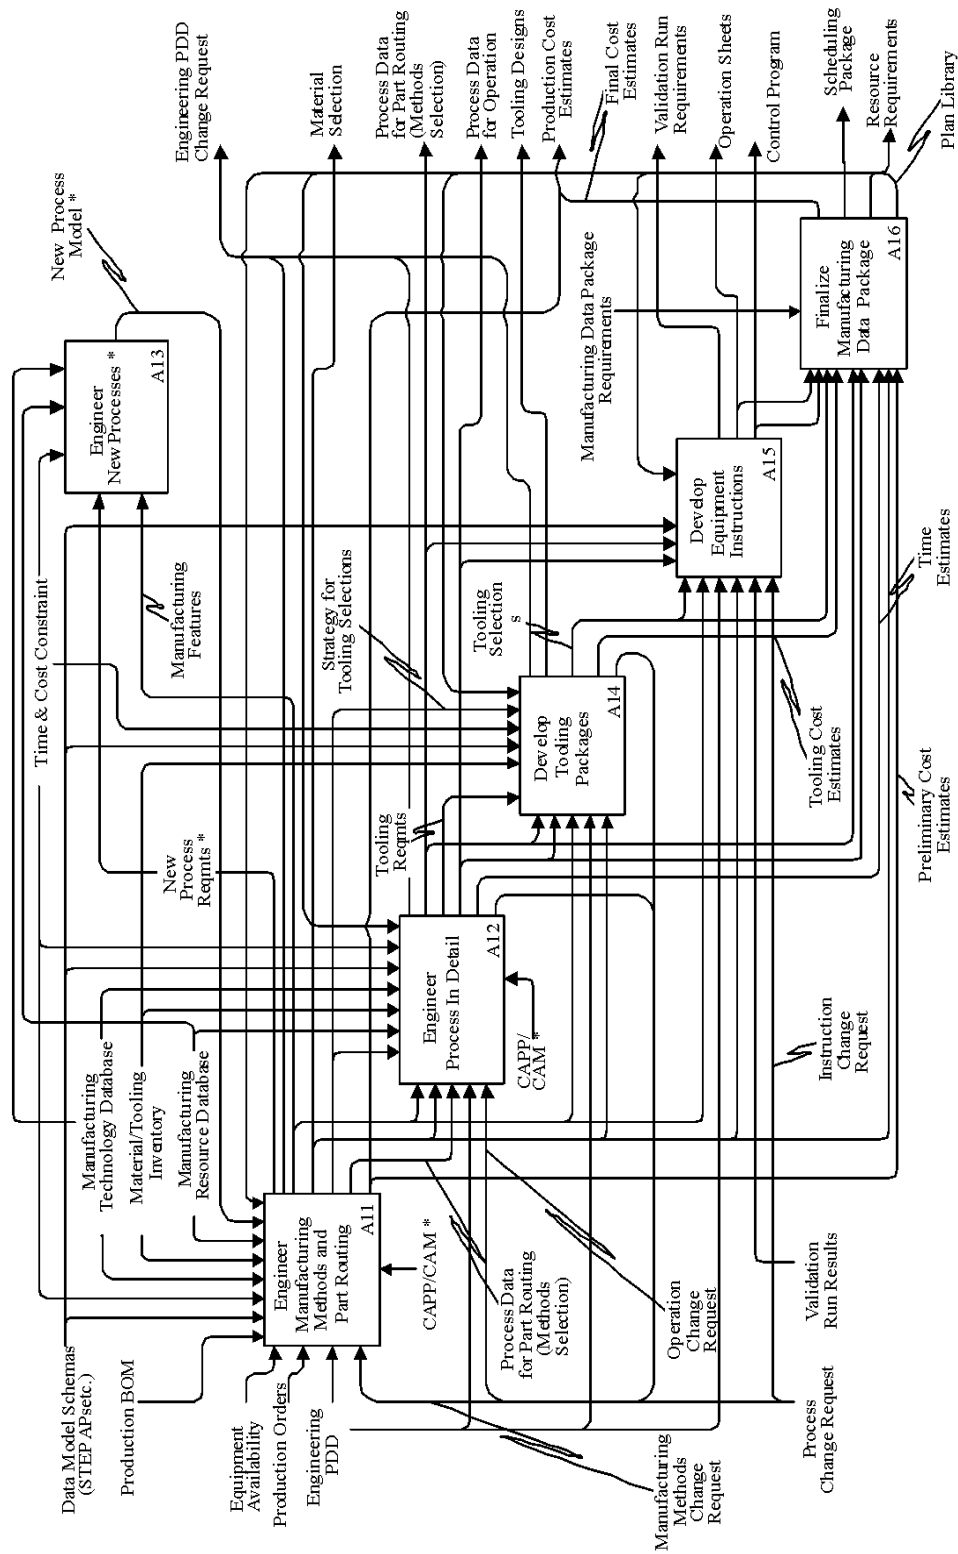 Data Model Schemas
(STEP APsetc.)
Production BOM
Equipment
Availability
Production Orders
Engineering
PDD
Manufacturing
Methods Change
Request
Process
Change Request
Manufacturing
Technology Database
Material/Tooling
Inventory
Manufacturing
Resource Database
Engineer
Manufacturing
Methods and
Part Routing
A11
CAPP/CAM *
Process Data
for Part Routing
(Methods
Selection)
Operation
Change
Request
Validation
Run Results
Time & Cost Constraint
New
Process
Reqmts *
Engineer
Process In Detail
A12
CAPP/
CAM *
Instruction
Change
Request
Manufacturing
Features
Strategy for
Tooling Selections
Tooling
Reqmts
Develop
Tooling
Packages
A14
Tooling
Selection
s
Tooling Cost
Estimates
Preliminary Cost
Estimates
Time
Estimates
Engineer
New Processes *
A13
New Process
Model *
Develop
Equipment
Instructions
A15
Manufacturing Data Package
Requirements
Finalize
Manufacturing
Data Package
A16
Engineering PDD
Change Request
Material
Selection
Process Data
for Part Routing
(Methods
Selection)
Process Data
for Operation
Tooling Designs
Production Cost
Estimates
Final Cost
Estimates
Validation Run
Requirements
Operation Sheets
Control Program
Scheduling
Package
Resource
Requirements
Plan Library